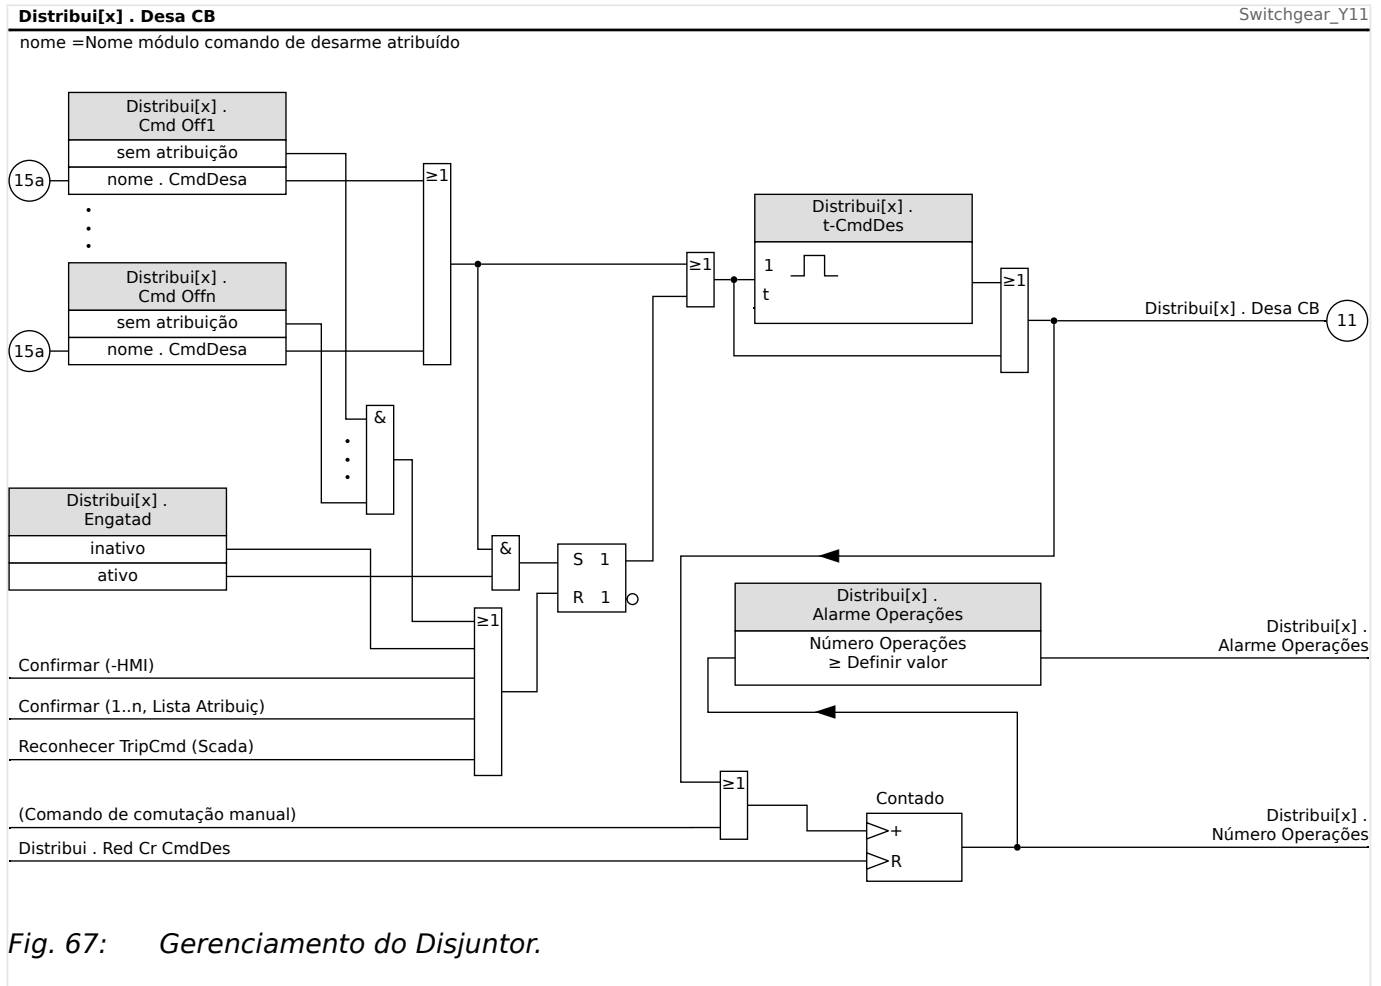 Distribui[x] . Desa CB
Switchgear_Y11
nome =Nome módulo comando de desarme atribuído
Distribui[x] .
Cmd Off1
sem atribuição
15a
nome . CmdDesa
≥1
Distribui[x] .
t-CmdDes
1
t
≥1
≥1
Distribui[x] .
Cmd Offn
sem atribuição
15a
nome . CmdDesa
Distribui[x] . Desa CB
11
&
Distribui[x] .
Engatad
inativo
ativo
&
S 1
R 1
≥1
Distribui[x] .
Alarme Operações
Número Operações
≥ Definir valor
Distribui[x] .
Alarme Operações
Confirmar (-HMI)
Confirmar (1..n, Lista Atribuiç)
Reconhecer TripCmd (Scada)
≥1
(Comando de comutação manual)
Distribui . Red Cr CmdDes
Contado
+
R
Distribui[x] .
Número Operações
Fig. 67: Gerenciamento do Disjuntor.